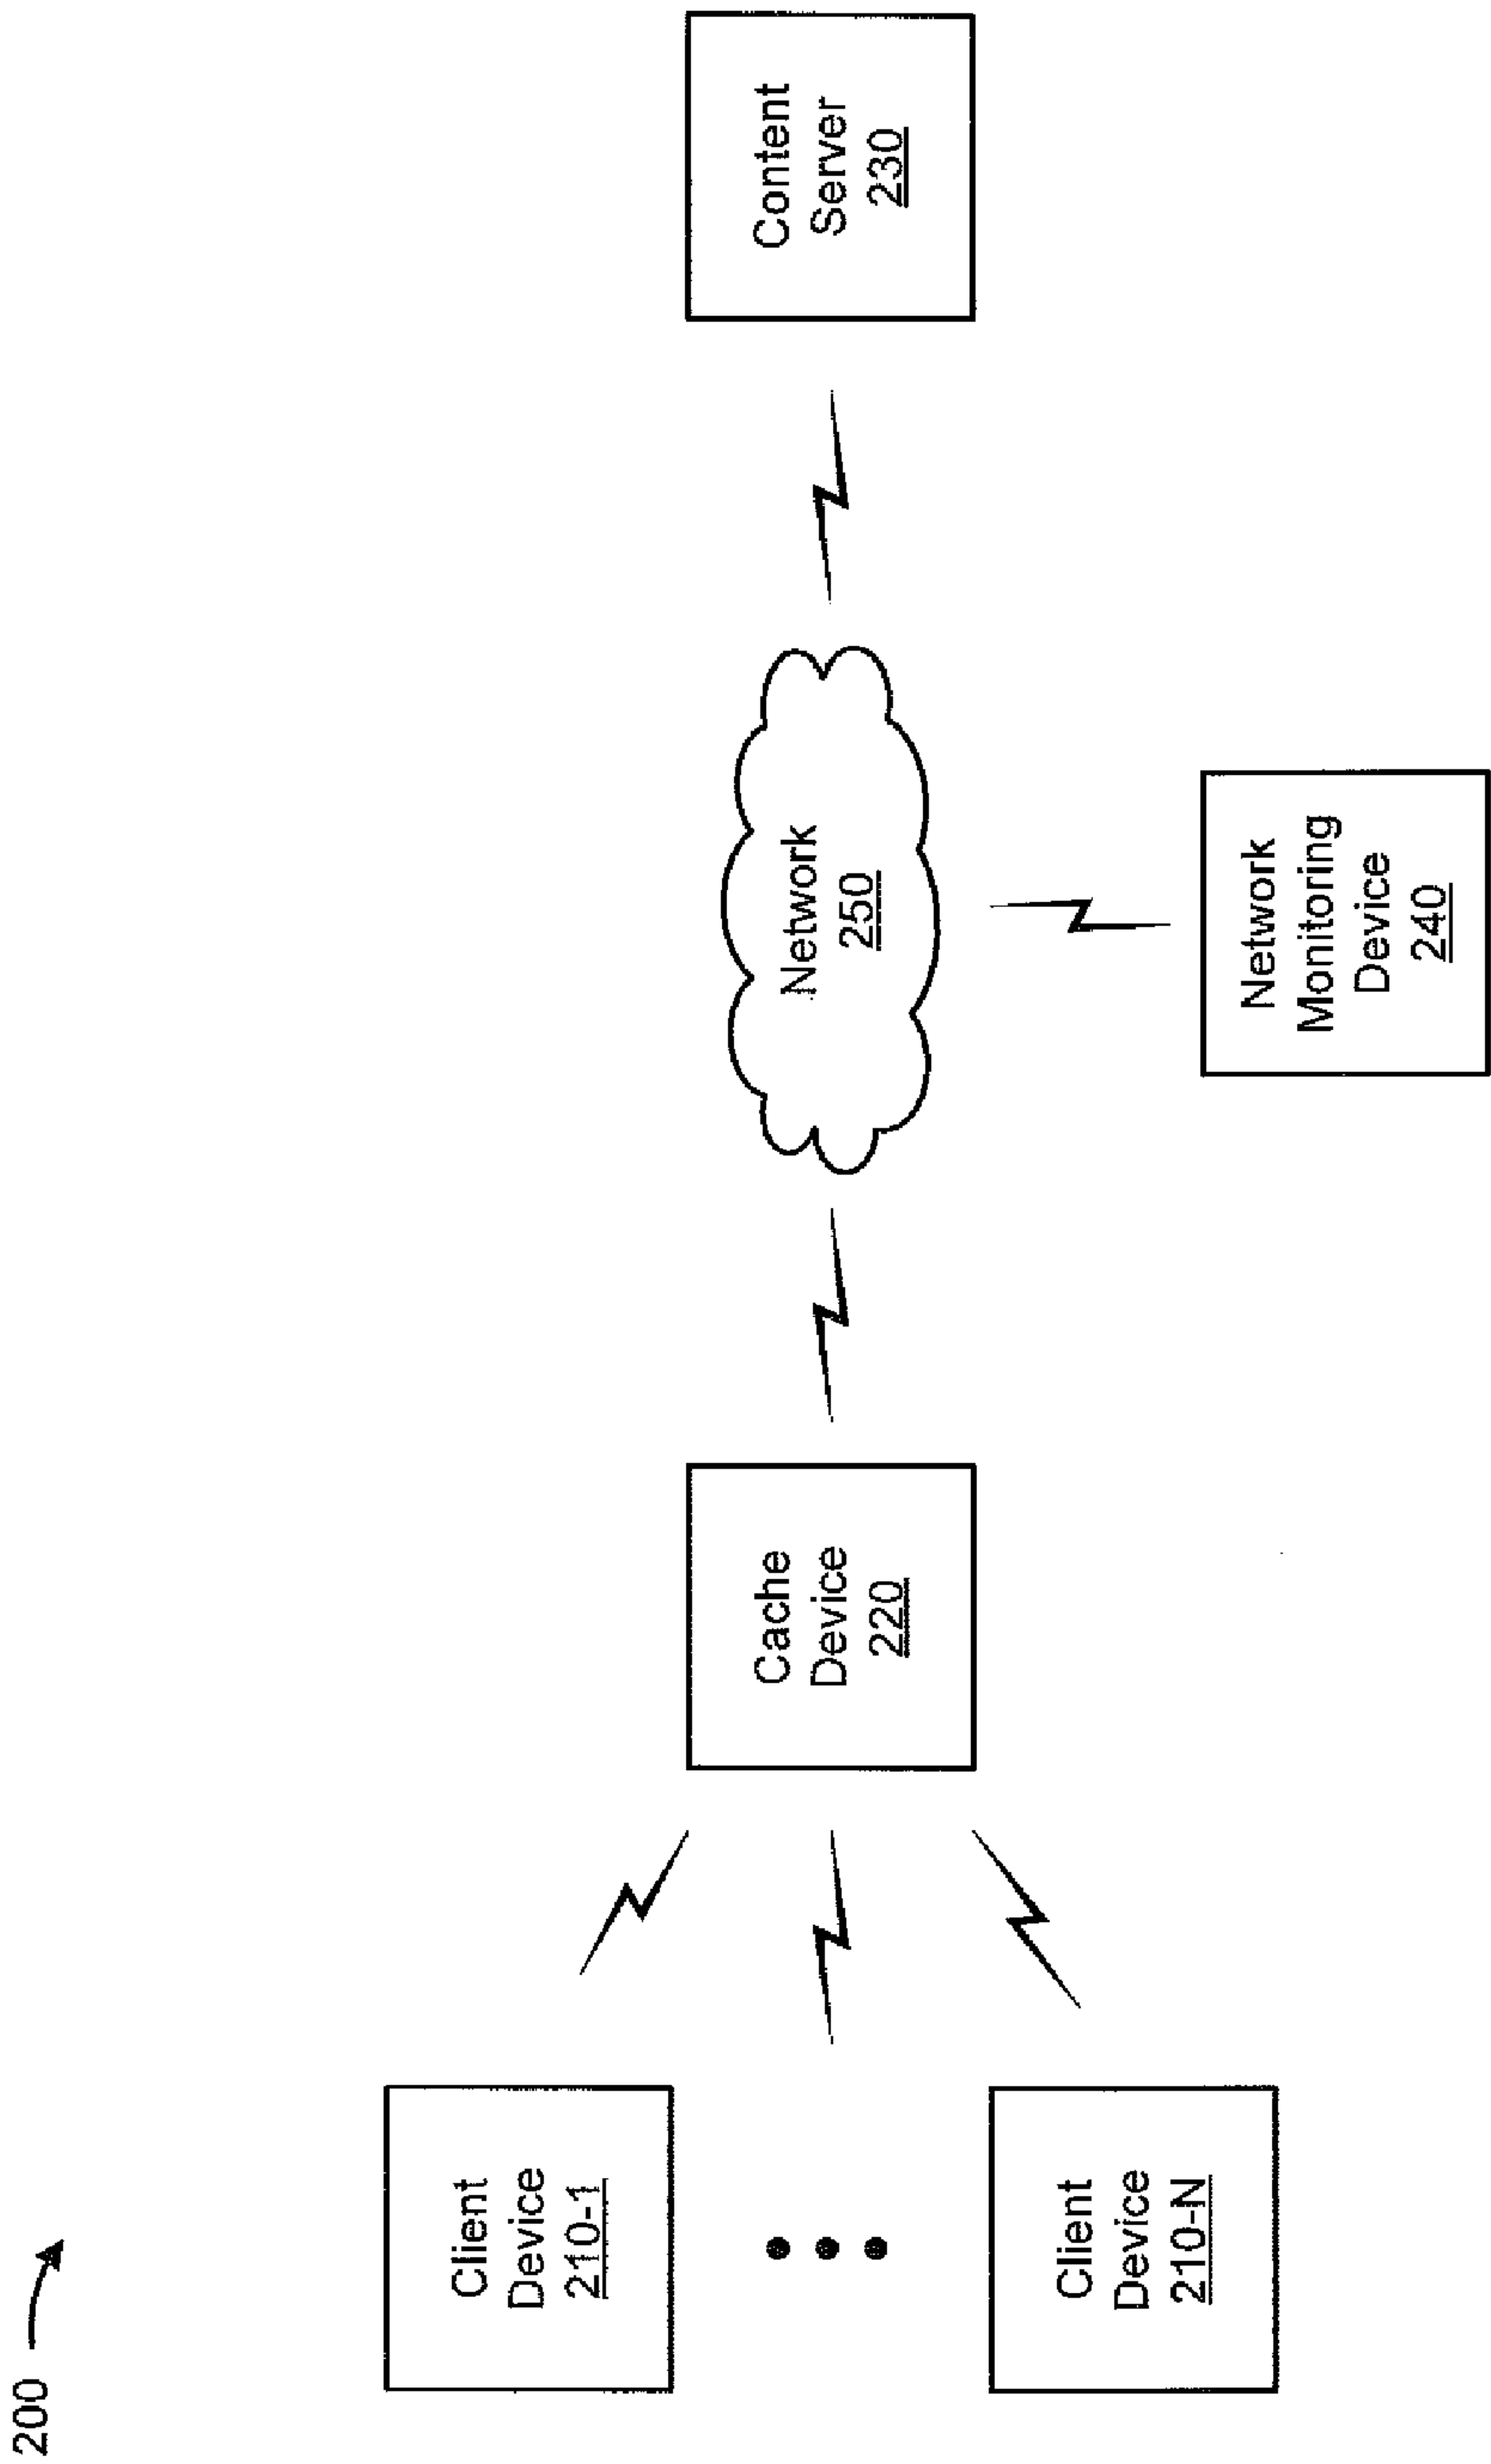 200
Client
Device
210-1
Client
Device
210-N
Cache
Device
220
Network
250
Network
Monitoring
Device
240
Content
Server
230